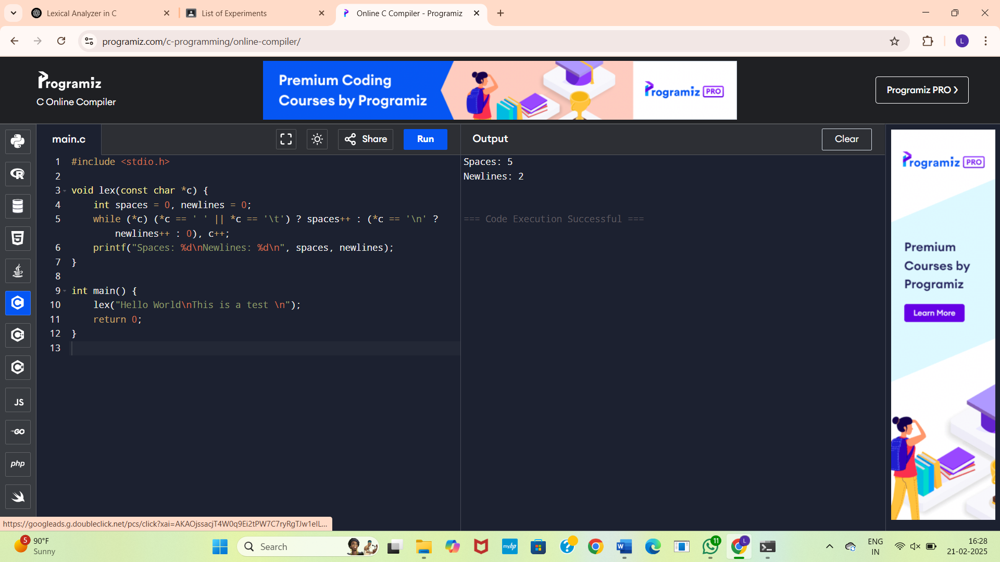 Lexical Analyzer in C
List of Experiments
Online C Compiler - Programiz
programiz.com/c-programming/online-compiler/
L
Programiz
C Online Compiler
Premium Coding
Courses by Programiz
Programiz PRO
Programiz PRO
main.c
Share
Run
Output
Clear
1 #include <stdio.h>
2
3 void lex(const char *c) {
4 int spaces = 0, newlines = 0;
5 while (*c) (*c == ' ' || *c == '\t') ? spaces++ : (*c == '\n' ?
newlines++ : 0), c++;
6 printf("Spaces: %d\nNewlines: %d\n", spaces, newlines);
7 }
8
9 int main() {
10 lex("Hello World\nThis is a test \n");
11 return 0;
12 }
13
Spaces: 5
Newlines: 2
=== Code Execution Successful ===
Programiz PRO
Premium
Courses by
Programiz
Learn More
JS
GO
php
https://googleads.g.doubleclick.net/pcs/click?xai=AKAOjssacjT4W0q9Ei2tPW7C7ryRgTJw1eIL...
5
90°F
Sunny
Search
myhp
W
11
L
ENG
IN
16:28
21-02-2025